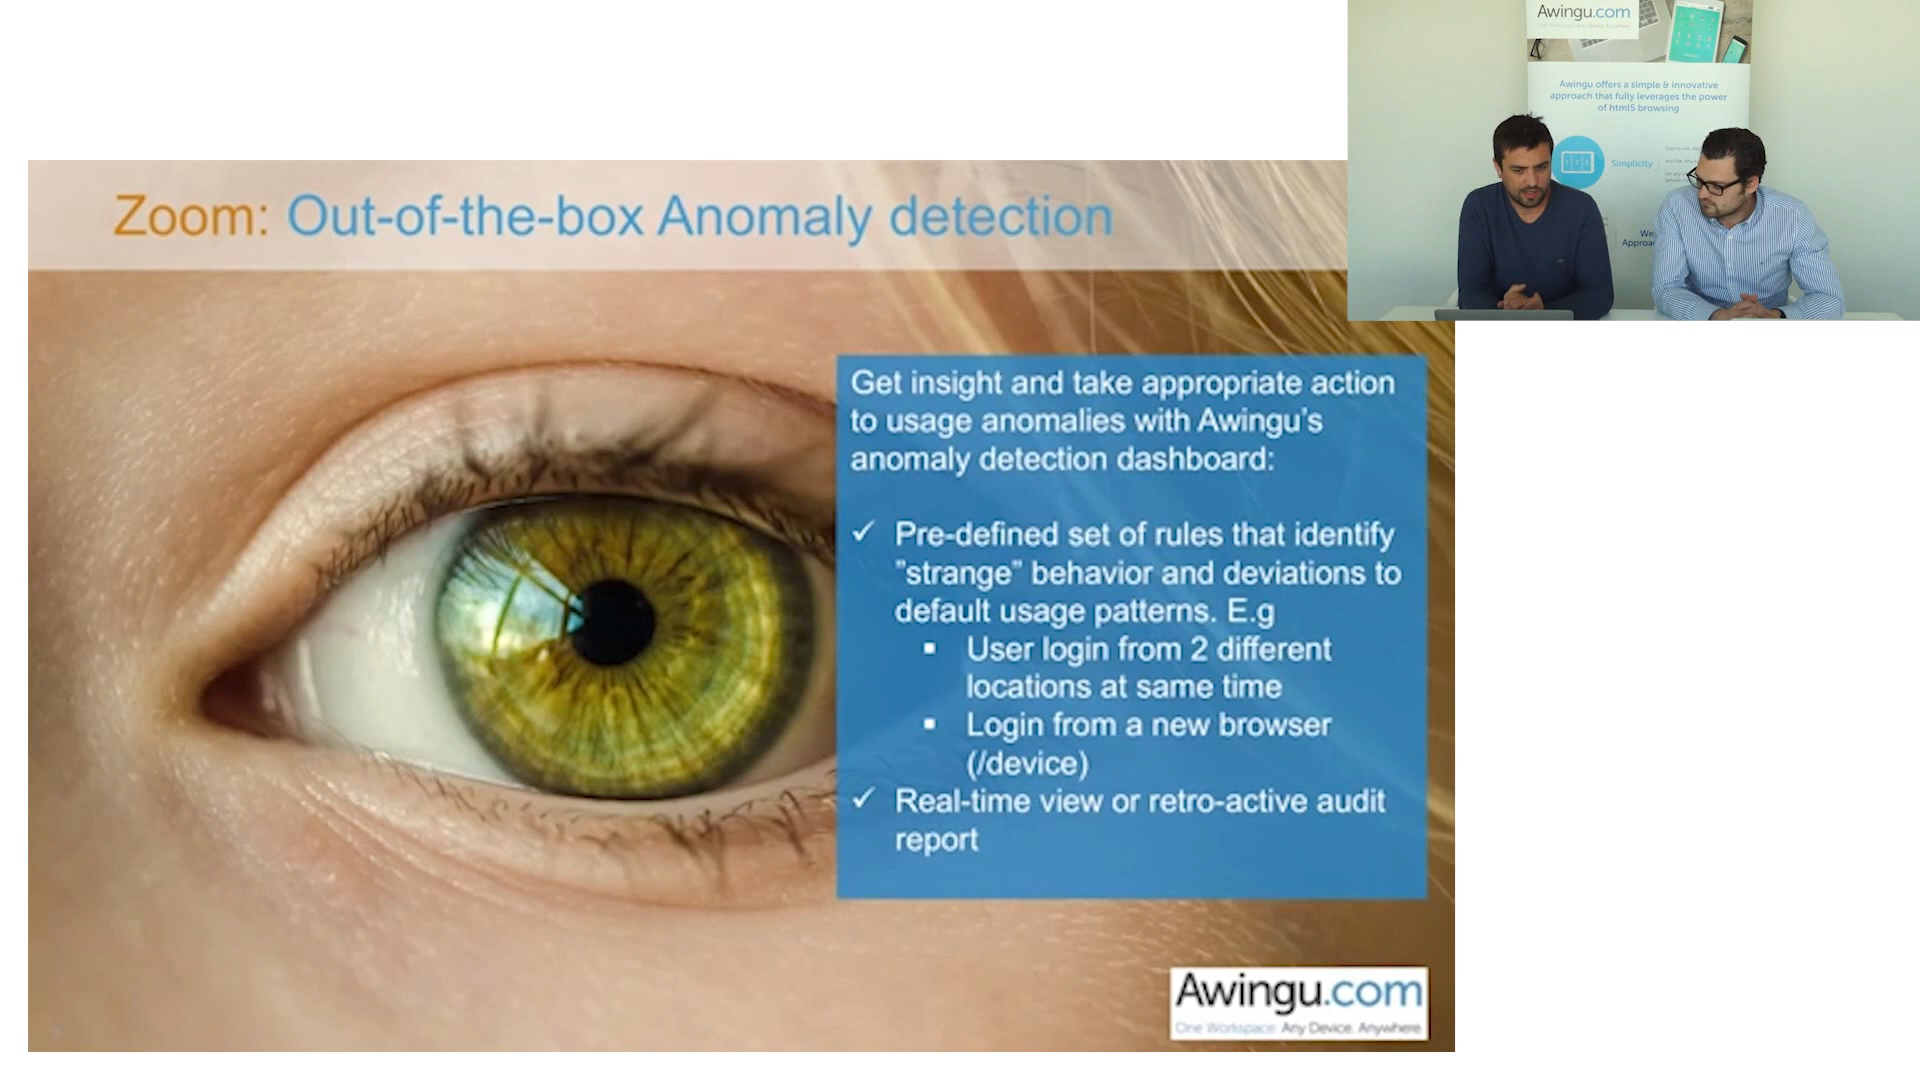 Awingu.com
Awingu offers a simple & innovative
approach that fully leverages the power
of html5 browsing
Simplicity
Zoom: Out-of-the-box Anomaly detection
Get insight and take appropriate action
to usage anomalies with Awingu's
anomaly detection dashboard:
✓ Pre-defined set of rules that identify
"strange" behavior and deviations to
default usage patterns. E.g
▪ User login from 2 different
locations at same time
▪ Login from a new browser
(/device)
✓ Real-time view or retro-active audit
report
Awingu.com
One Workspace. Any Device. Anywhere.